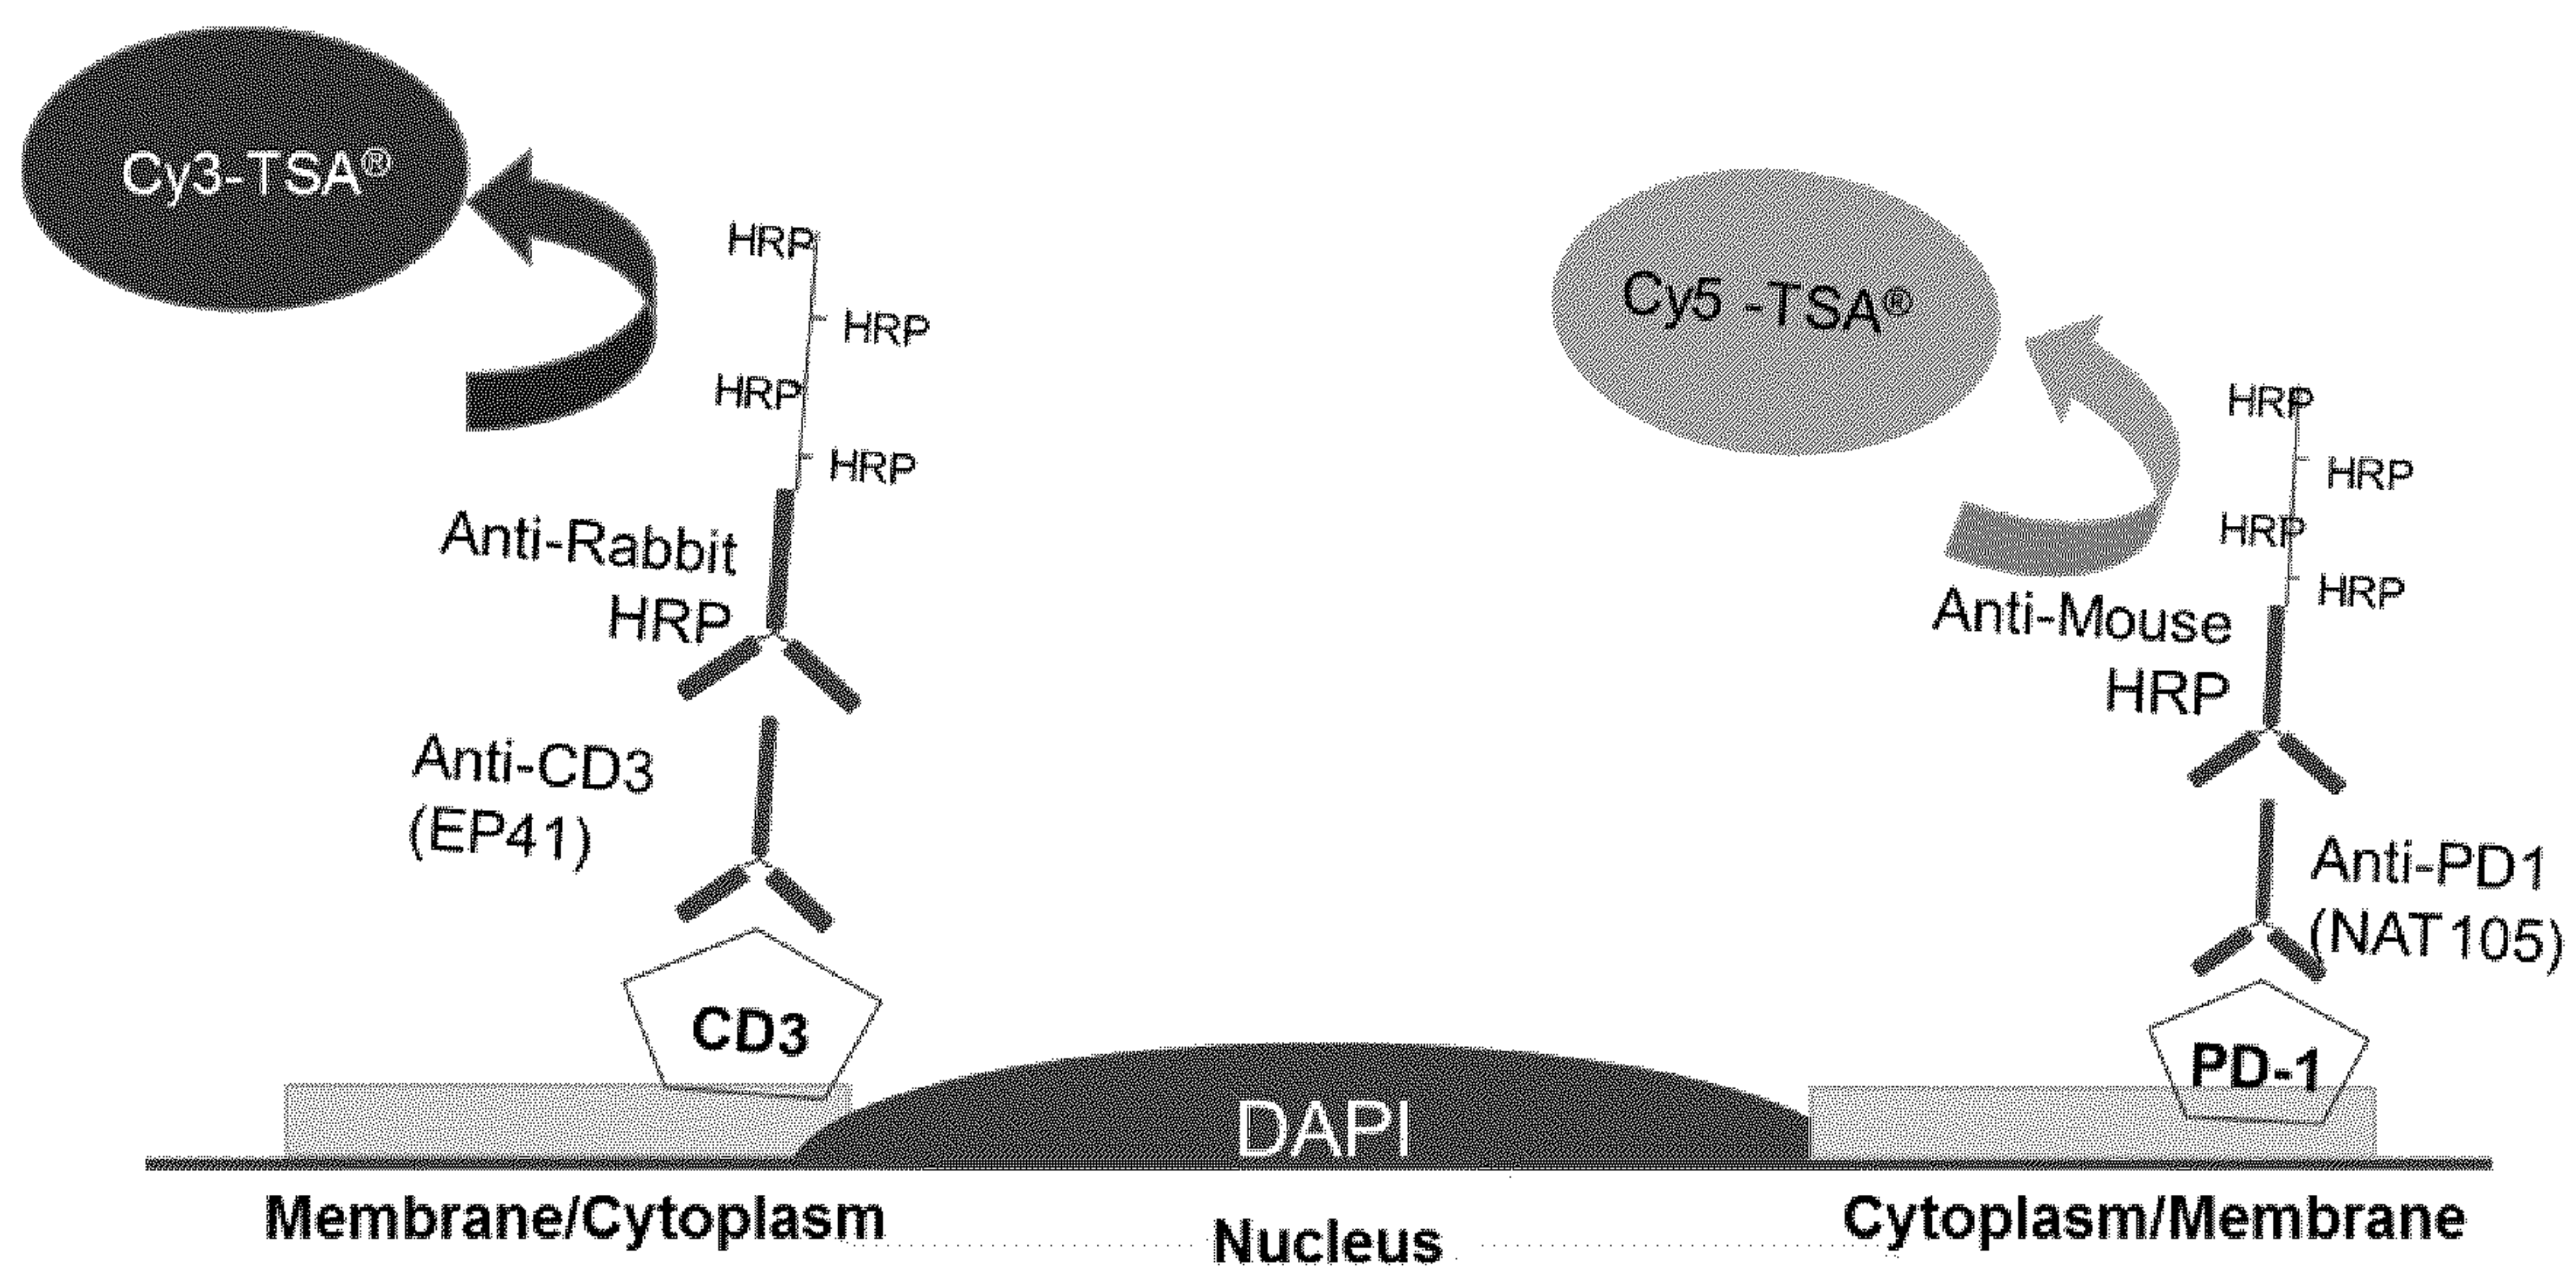 Cy3-TSA®
HRP
HRP
HRP
HRP
Anti-Rabbit
HRP
Anti-CD3
(EP41)
CD3
Cy5 -TSA®
HRP
HRP
HRP
HRP
Anti-Mouse
HRP
Anti-PD1
(NAT105)
PD-1
DAPI
Membrane/Cytoplasm
Nucleus
Cytoplasm/Membrane